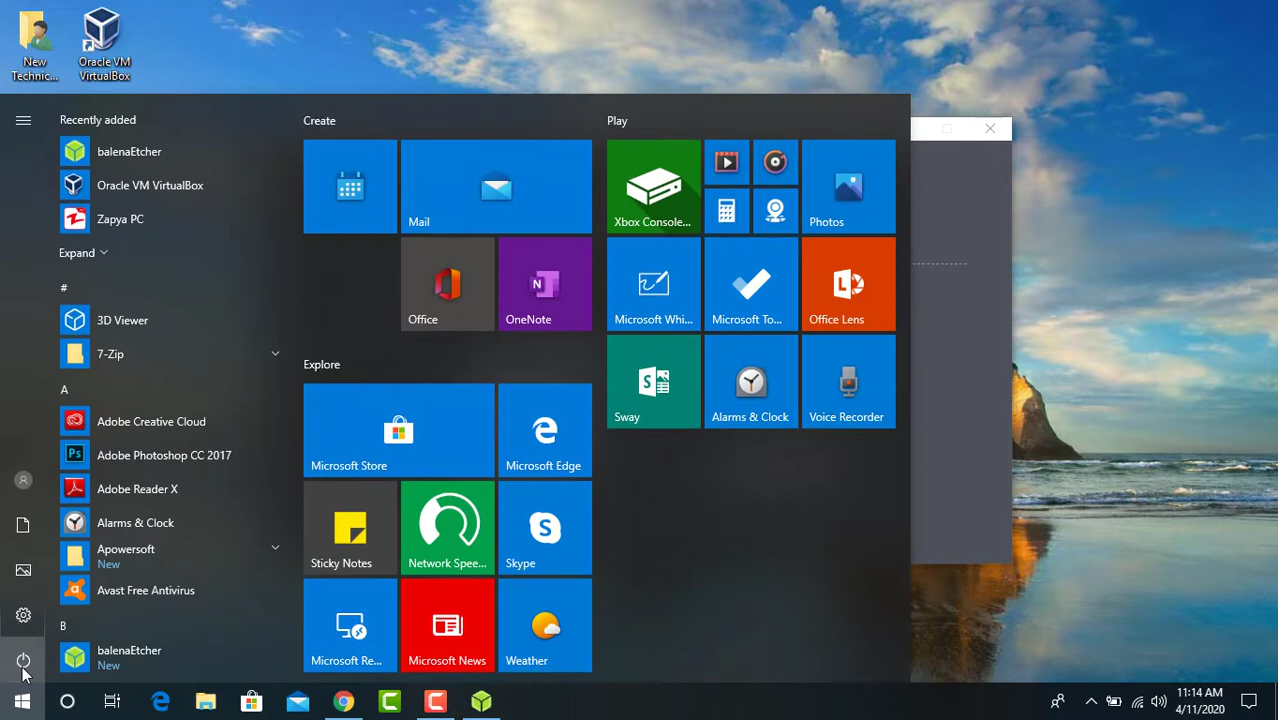 New
Technic...
Oracle VM
VirtualBox
Recently added
balenaEtcher
Oracle VM VirtualBox
Zapya PC
Expand
#
3D Viewer
7-Zip
A
Adobe Creative Cloud
Adobe Photoshop CC 2017
Adobe Reader X
Alarms & Clock
Apowersoft
New
Avast Free Antivirus
B
balenaEtcher
New
Create
Mail
Office
OneNote
Explore
Microsoft Store
Microsoft Edge
Sticky Notes
Network Spee...
Skype
Microsoft Re...
Microsoft News
Weather
Play
Xbox Console...
Photos
Microsoft Whi...
Microsoft To...
Office Lens
Sway
Alarms & Clock
Voice Recorder
11:14 AM
4/11/2020